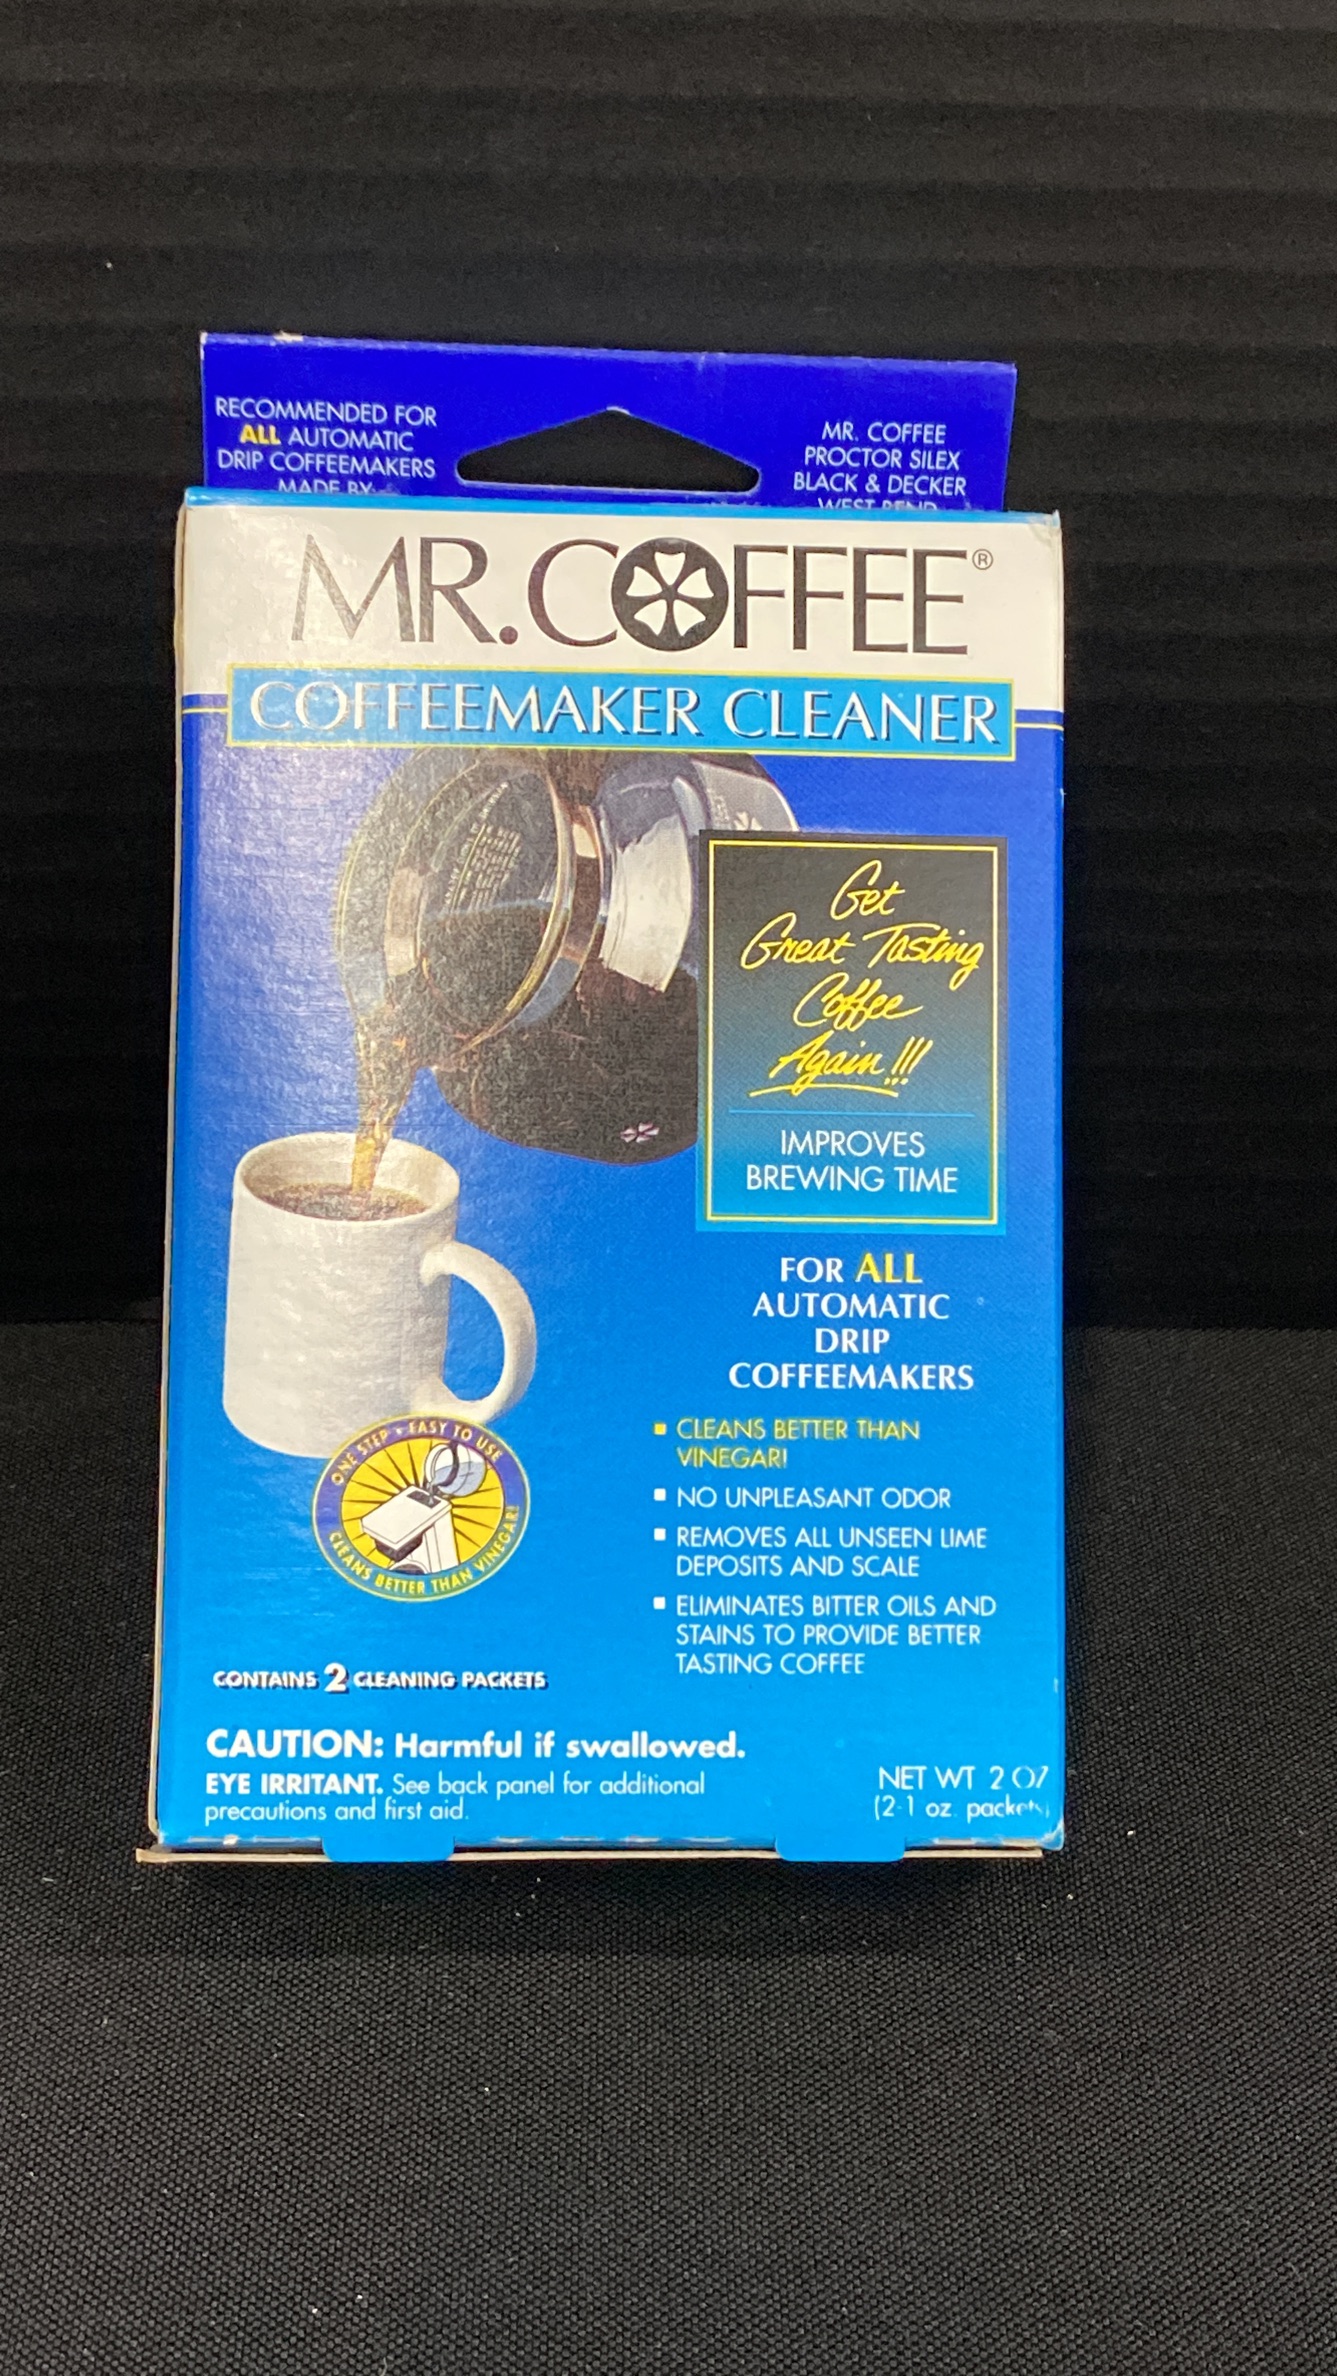 RECOMMENDED FOR
ALL AUTOMATIC
DRIP COFFEEMAKERS
MADE BY
MR. COFFEE
PROCTOR SILEX
BLACK & DECKER
WEST BEND
MR. COFFEE®
COFFEEMAKER CLEANER
Get
Great Tasting
Coffee
Again!!!
IMPROVES
BREWING TIME
FOR ALL
AUTOMATIC
DRIP
COFFEEMAKERS
▪ CLEANS BETTER THAN
VINEGAR!
▪ NO UNPLEASANT ODOR
▪ REMOVES ALL UNSEEN LIME
DEPOSITS AND SCALE
▪ ELIMINATES BITTER OILS AND
STAINS TO PROVIDE BETTER
TASTING COFFEE
ONE STEP • EASY TO USE
CLEANS BETTER THAN VINEGAR!
CONTAINS 2 CLEANING PACKETS
CAUTION: Harmful if swallowed.
EYE IRRITANT. See back panel for additional
precautions and first aid.
NET WT 2 OZ
(2-1 oz. packets)